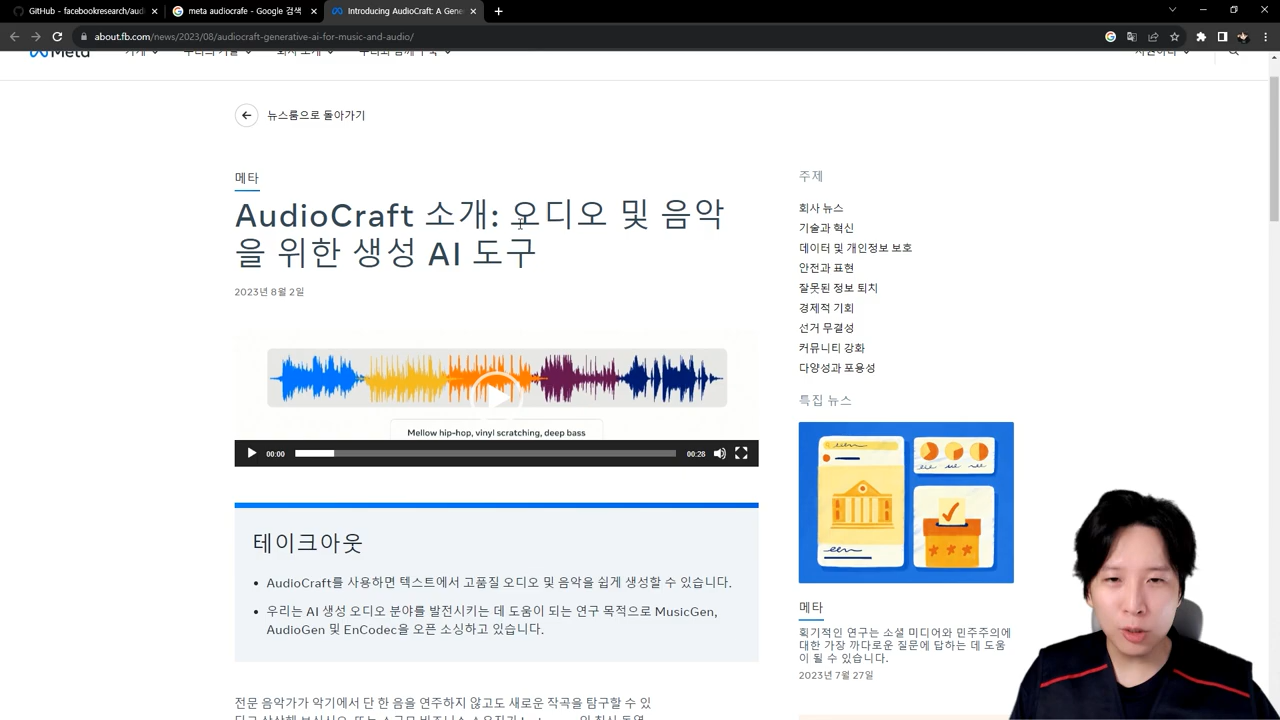 GitHub - facebookresearch/aud
meta audiocrafe - Google 검색
Introducing AudioCraft: A Gene
about.fb.com/news/2023/08/audiocraft-generative-ai-for-music-and-audio/
Meta
뉴스룸으로 돌아가기
메타
AudioCraft 소개: 오디오 및 음악
을 위한 생성 AI 도구
2023년 8월 2일
Mellow hip-hop, vinyl scratching, deep bass
00:00
00:28
테이크아웃
AudioCraft를 사용하면 텍스트에서 고품질 오디오 및 음악을 쉽게 생성할 수 있습니다.
우리는 AI 생성 오디오 분야를 발전시키는 데 도움이 되는 연구 목적으로 MusicGen,
AudioGen 및 EnCodec을 오픈 소싱하고 있습니다.
전문 음악가가 악기에서 단 한 음을 연주하지 않고도 새로운 작곡을 탐구할 수 있
주제
회사 뉴스
기술과 혁신
데이터 및 개인정보 보호
안전과 표현
잘못된 정보 퇴치
경제적 기회
선거 무결성
커뮤니티 강화
다양성과 포용성
특집 뉴스
메타
획기적인 연구는 소셜 미디어와 민주주의에
대한 가장 까다로운 질문에 답하는 데 도움
이 될 수 있습니다.
2023년 7월 27일